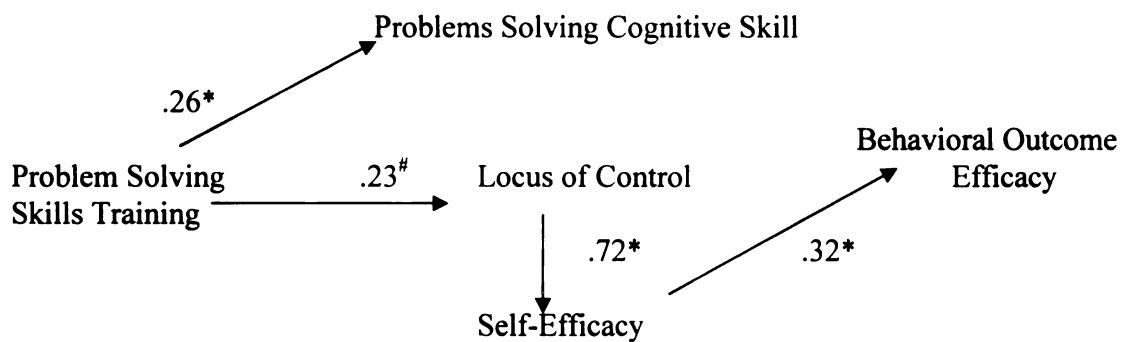 Problems Solving Cognitive Skill
.26*
Behavioral Outcome
Efficacy
Problem Solving
Skills Training
.23#
Locus of Control
.72*
.32*
Self-Efficacy